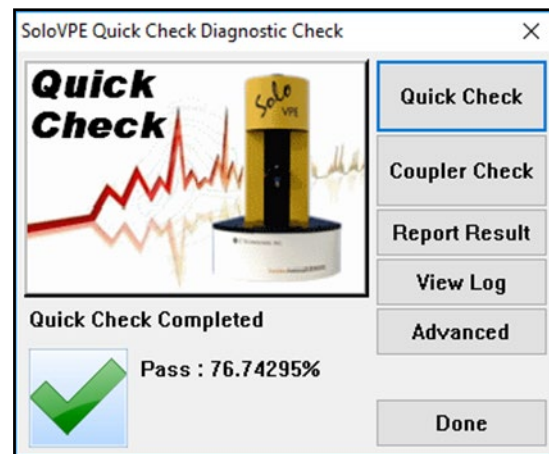 SoloVPE Quick Check Diagnostic Check
Quick
Check
Solo
VPE
Quick Check
Coupler Check
Report Result
View Log
Advanced
Quick Check Completed
Pass : 76.74295%
Done